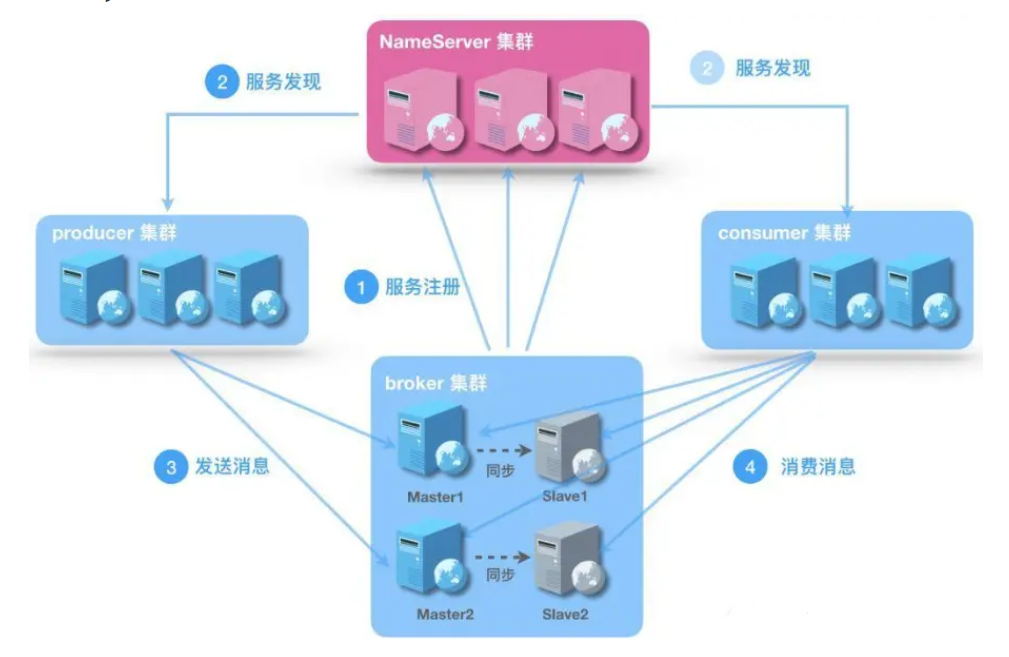 NameServer 集群
2 服务发现
2 服务发现
producer 集群
consumer 集群
1 服务注册
broker 集群
3 发送消息
4 消费消息
同步
Master1
Slave1
同步
Master2
Slave2